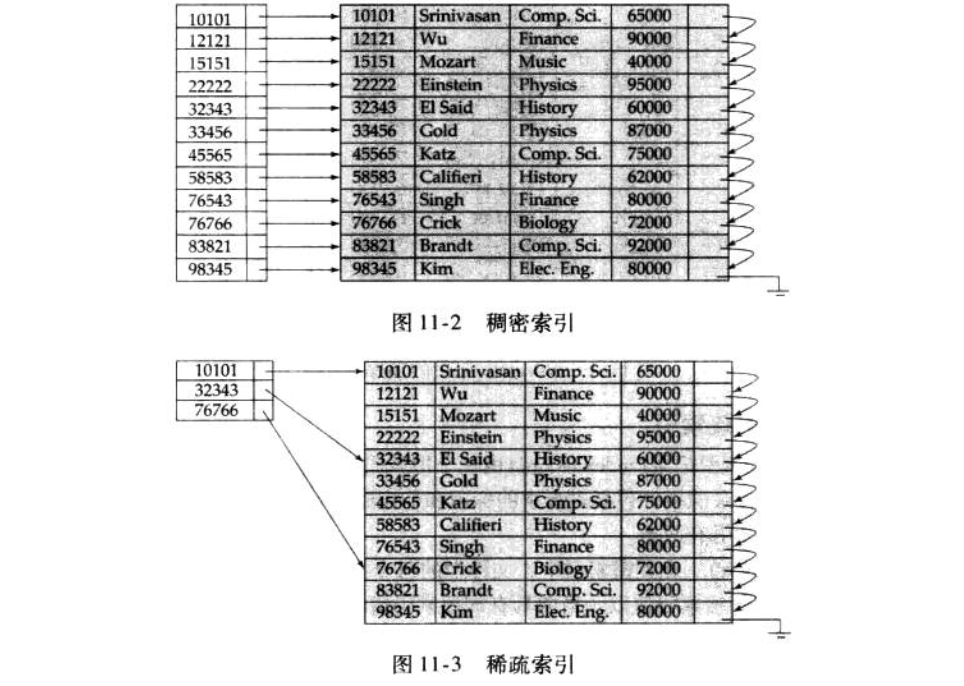 10101 10101 Srinivasan Comp. Sci. 65000
12121 12121 Wu Finance 90000
15151 15151 Mozart Music 40000
22222 22222 Einstein Physics 95000
32343 32343 El Said History 60000
33456 33456 Gold Physics 87000
45565 45565 Katz Comp. Sci. 75000
58583 58583 Califieri History 62000
76543 76543 Singh Finance 80000
76766 76766 Crick Biology 72000
83821 83821 Brandt Comp. Sci. 92000
98345 98345 Kim Elec. Eng. 80000
图 11-2 稠密索引
10101 10101 Srinivasan Comp. Sci. 65000
32343 12121 Wu Finance 90000
76766 15151 Mozart Music 40000
22222 Einstein Physics 95000
32343 El Said History 60000
33456 Gold Physics 87000
45565 Katz Comp. Sci. 75000
58583 Califieri History 62000
76543 Singh Finance 80000
76766 Crick Biology 72000
83821 Brandt Comp. Sci. 92000
98345 Kim Elec. Eng. 80000
图 11-3 稀疏索引